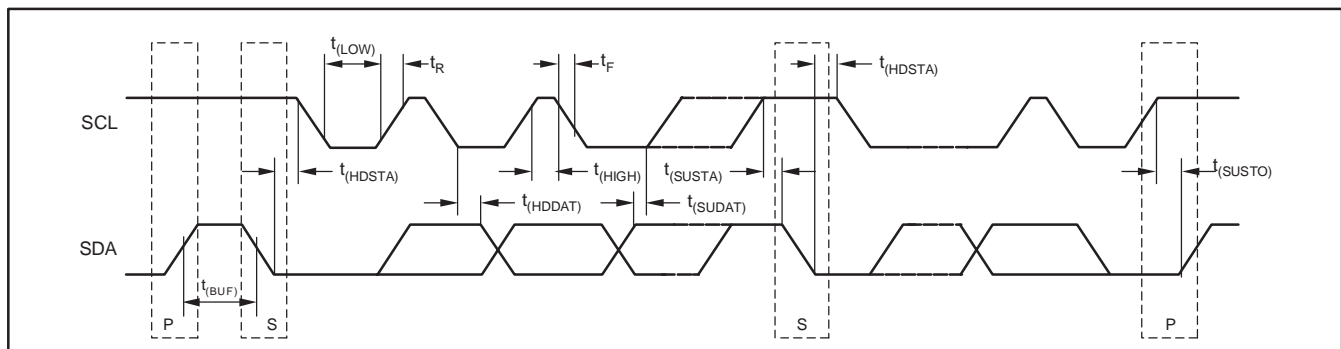 t(LOW)
tR
tF
t(HDSTA)
SCL
t(HDSTA)
t(HIGH)
t(SUSTA)
t(SUSTO)
t(HDDAT)
t(SUDAT)
SDA
t(BUF)
P
S
S
P